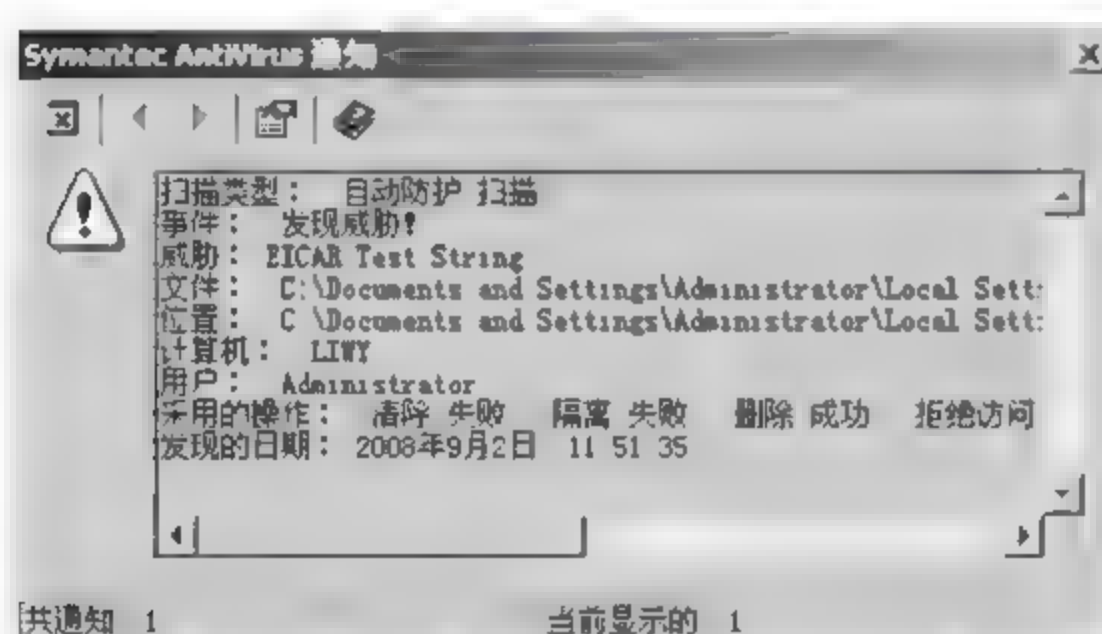 Symantec AntiVirus 通知
扫描类型： 自动防护 扫描
事件： 发现威胁！
威胁： EICAR Test String
文件： C:\Documents and Settings\Administrator\Local Sett
位置： C:\Documents and Settings\Administrator\Local Sett
计算机： LIWY
用户： Administrator
采用的操作： 清除 失败 隔离 失败 删除 成功 拒绝访问
发现的日期： 2008年9月2日 11 51 35
共通知 1 当前显示的 1